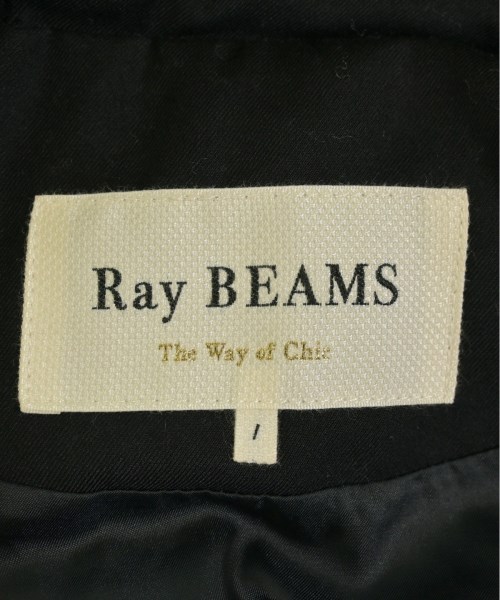 Ray BEAMS
The Way of Chic
1